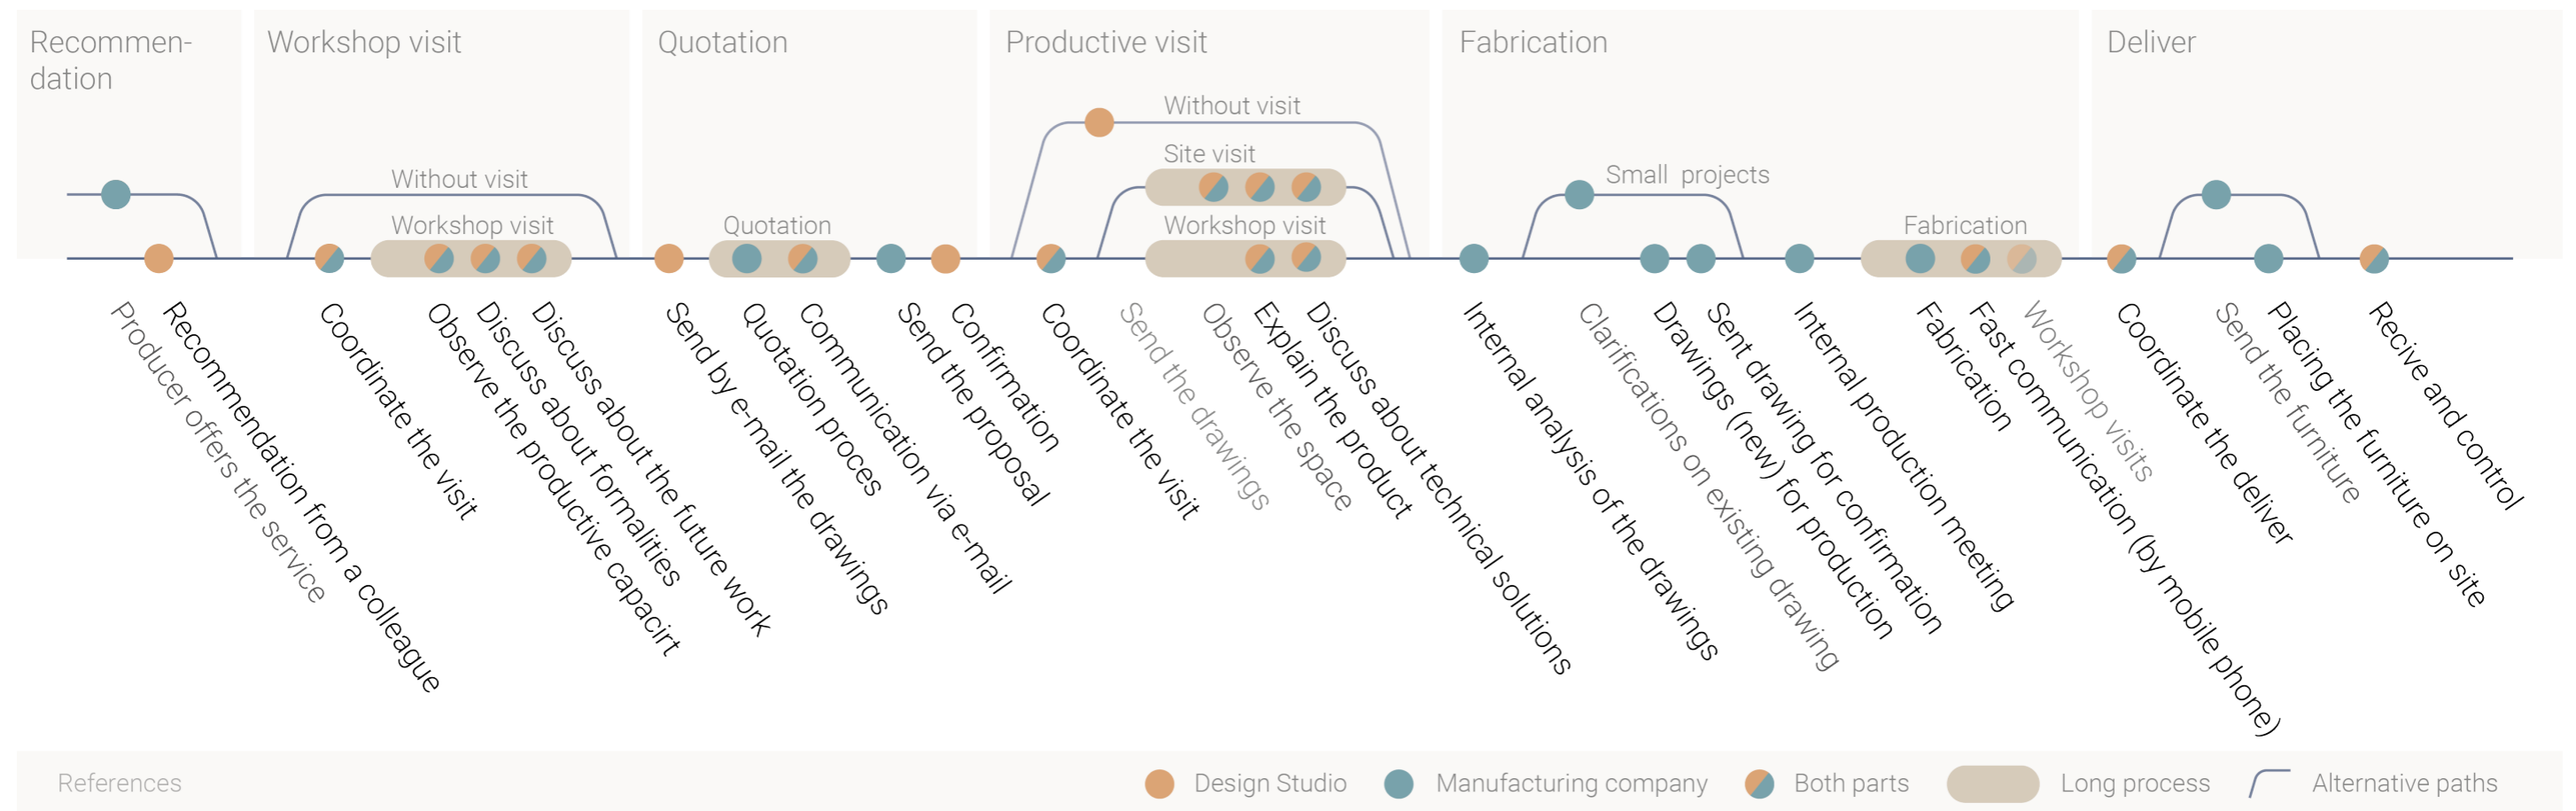 Recommen-
dation
Workshop visit
Quotation
Productive visit
Fabrication
Deliver
Without visit
Workshop visit
Quotation
Without visit
Site visit
Workshop visit
Small projects
Fabrication
Producer offers the service
Recommendation from a colleague
Coordinate the visit
Observe the productive capacirt
Discuss about formalities
Discuss about the future work
Send by e-mail the drawings
Quotation proces
Communication via e-mail
Send the proposal
Confirmation
Coordinate the visit
Send the drawings
Observe the space
Explain the product
Discuss about technical solutions
Internal analysis of the drawings
Clarifications on existing drawing
Drawings (new) for production
Sent drawing for confirmation
Internal production meeting
Fabrication
Fast communication (by mobile phone)
Workshop visits
Coordinate the deliver
Send the furniture
Placing the furniture on site
Recive and control
References
Design Studio
Manufacturing company
Both parts
Long process
Alternative paths